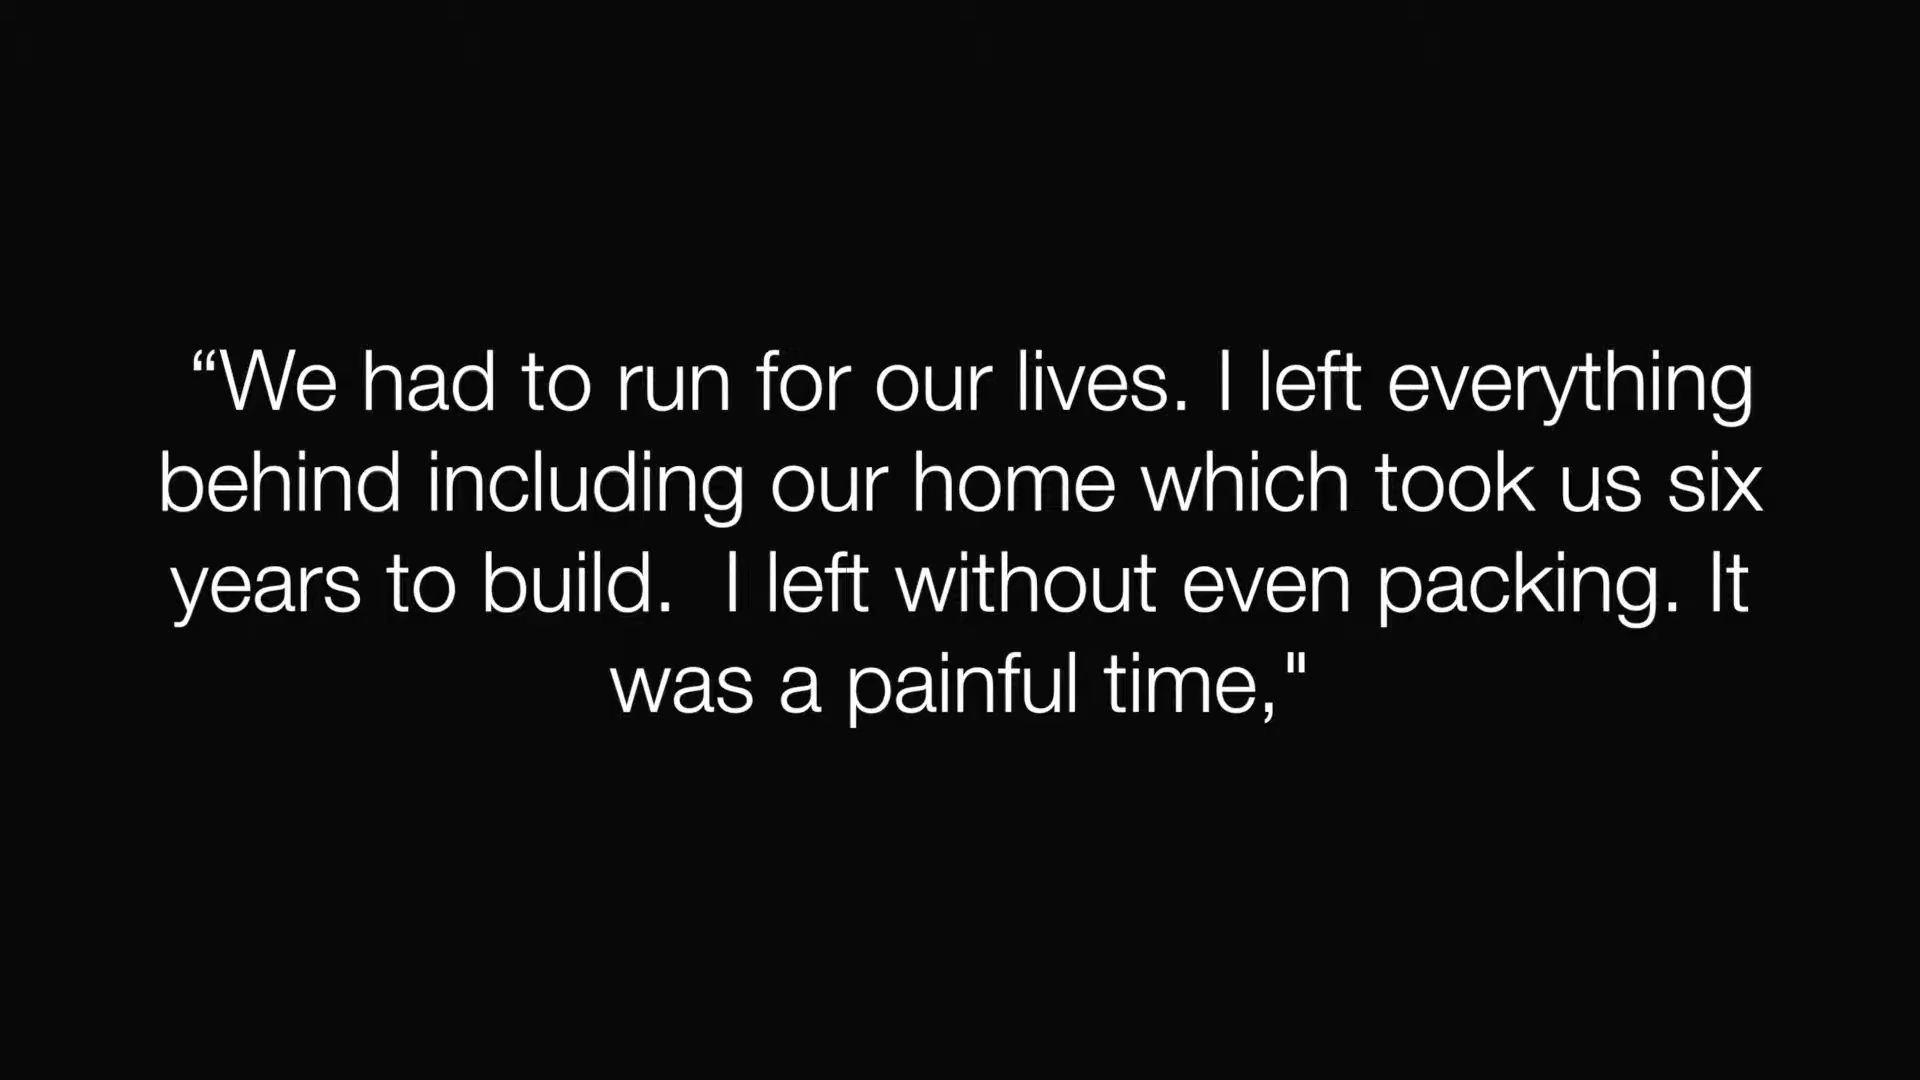 “We had to run for our lives. I left everything
behind including our home which took us six
years to build.  I left without even packing. It
was a painful time,"